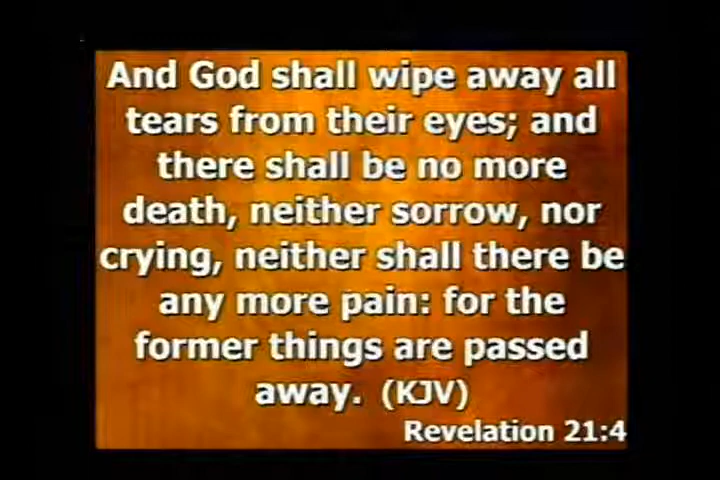 And God shall wipe away all
tears from their eyes; and
there shall be no more
death, neither sorrow, nor
crying, neither shall there be
any more pain: for the
former things are passed
away. (KJV)
Revelation 21:4